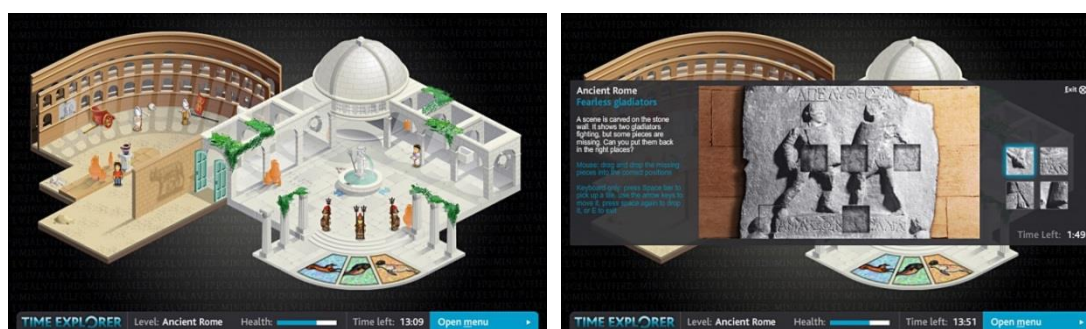 TIME EXPLORER Level: Ancient Rome Health: Time left: 13:09 Open menu
Ancient Rome
Fearless gladiators
A scene is carved on the stone
wall. It shows two gladiators
fighting, but some pieces are
missing. Can you put them back
in the right places?
Mouse: drag and drop the missing
pieces into the correct positions!
Keyboard only: press Space bar to
pick up a tile, use the arrow keys to
move it, press space again to drop
it, or E to exit
Exit
Time Left: 1:49
TIME EXPLORER Level: Ancient Rome Health: Time left: 13:51 Open menu